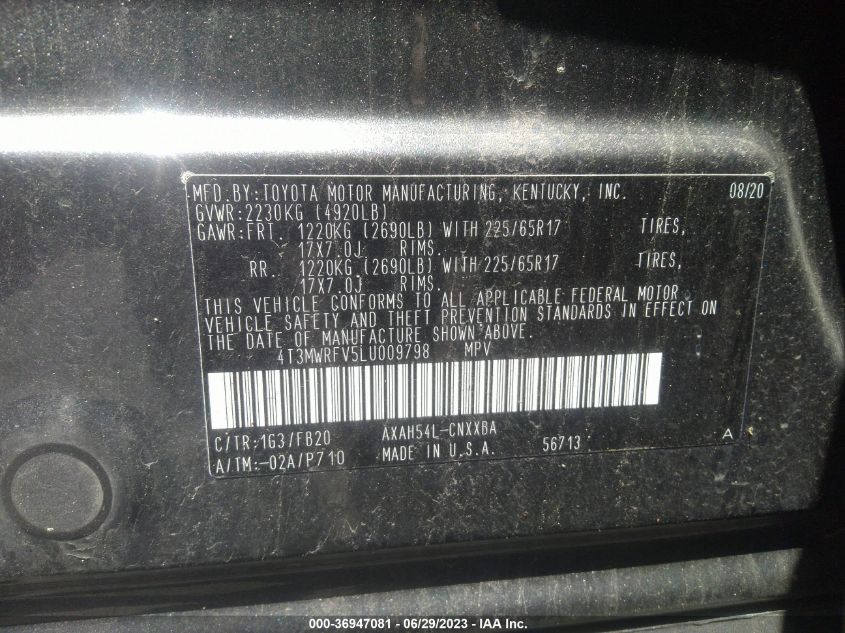 MFD.BY:TOYOTA MOTOR MANUFACTURING, KENTUCKY, INC. 08/20
GVWR:2230KG (4920LB)
GAWR:FRT. 1220KG (2690LB) WITH 225/65R17 TIRES,
17X7.0J RIMS.
RR. 1220KG (2690LB) WITH 225/65R17 TIRES,
17X7.0J RIMS.
THIS VEHICLE CONFORMS TO ALL APPLICABLE FEDERAL MOTOR
VEHICLE SAFETY AND THEFT PREVENTION STANDARDS IN EFFECT ON
THE DATE OF MANUFACTURE SHOWN ABOVE.
4T3MWRFV5LU009798 MPV
C/TR:1G3/FB20 AXAH54L-CNXXBA
A/TM:-02A/P710 MADE IN U.S.A. 56713 A
000-36947081 / 06/29/2023 / © IAA Inc.